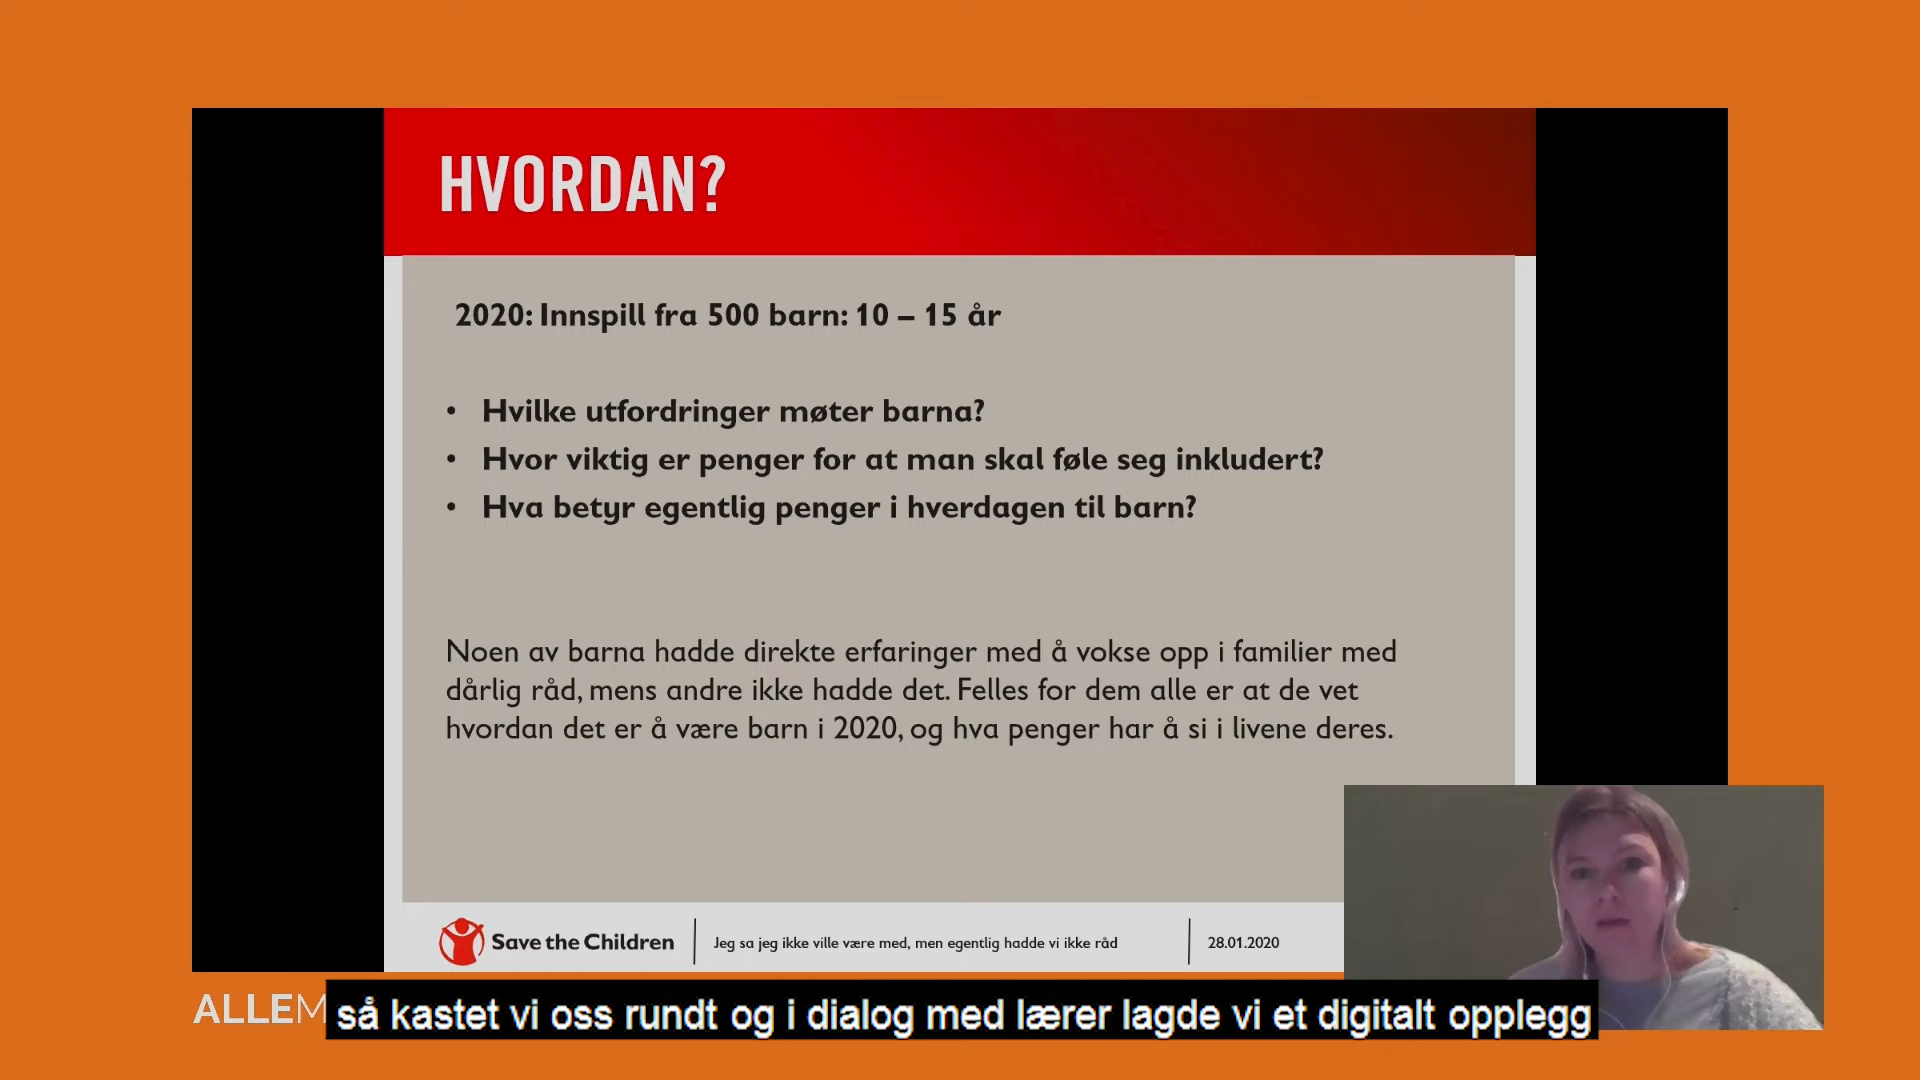 HVORDAN?
2020: Innspill fra 500 barn: 10 – 15 år
• Hvilke utfordringer møter barna?
• Hvor viktig er penger for at man skal føle seg inkludert?
• Hva betyr egentlig penger i hverdagen til barn?
Noen av barna hadde direkte erfaringer med å vokse opp i familier med
dårlig råd, mens andre ikke hadde det. Felles for dem alle er at de vet
hvordan det er å være barn i 2020, og hva penger har å si i livene deres.
Save the Children
Jeg sa jeg ikke ville være med, men egentlig hadde vi ikke råd
28.01.2020
ALLEM
så kastet vi oss rundt og i dialog med lærer lagde vi et digitalt opplegg